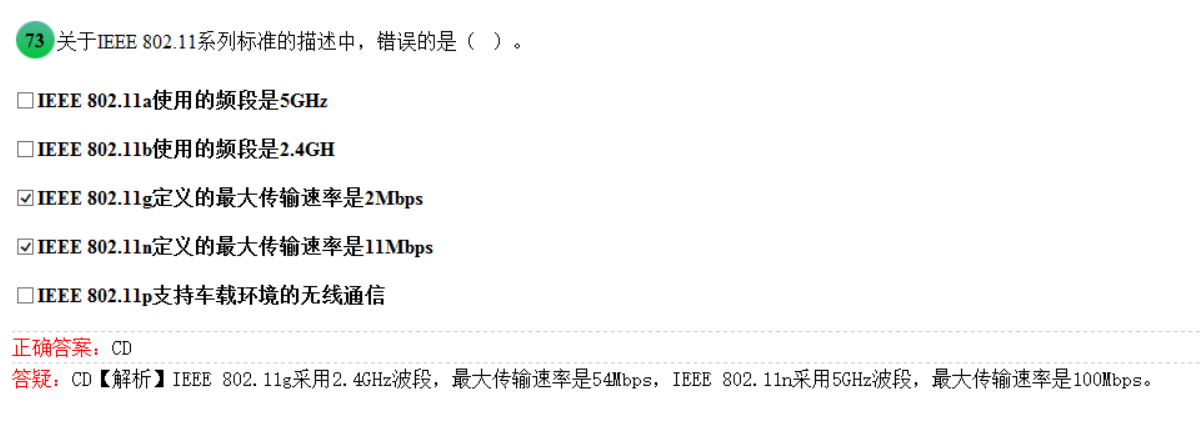 73 关于IEEE 802.11系列标准的描述中，错误的是（ ）。
IEEE 802.11a使用的频段是5GHz
IEEE 802.11b使用的频段是2.4GH
IEEE 802.11g定义的最大传输速率是2Mbps
IEEE 802.11n定义的最大传输速率是11Mbps
IEEE 802.11p支持车载环境的无线通信
正确答案：CD
答疑：CD【解析】IEEE 802.11g采用2.4GHz波段，最大传输速率是54Mbps，IEEE 802.11n采用5GHz波段，最大传输速率是100Mbps。